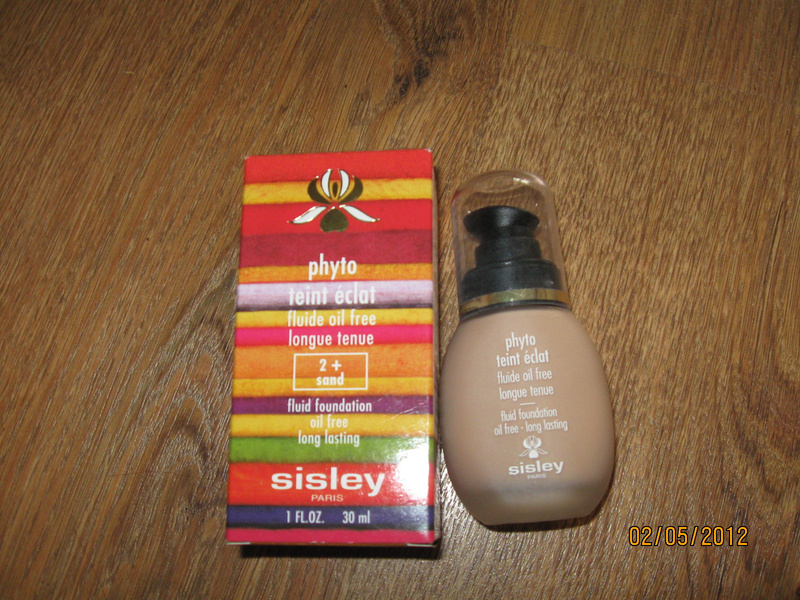 phyto
teint éclat
fluide oil free
longue tenue
2 +
sand
fluid foundation
oil free
long lasting
sisley
PARIS
1 FL.OZ. 30 ml
phyto
teint éclat
fluide oil free
longue tenue
fluid foundation
oil free - long lasting
sisley
PARIS
02/05/2012